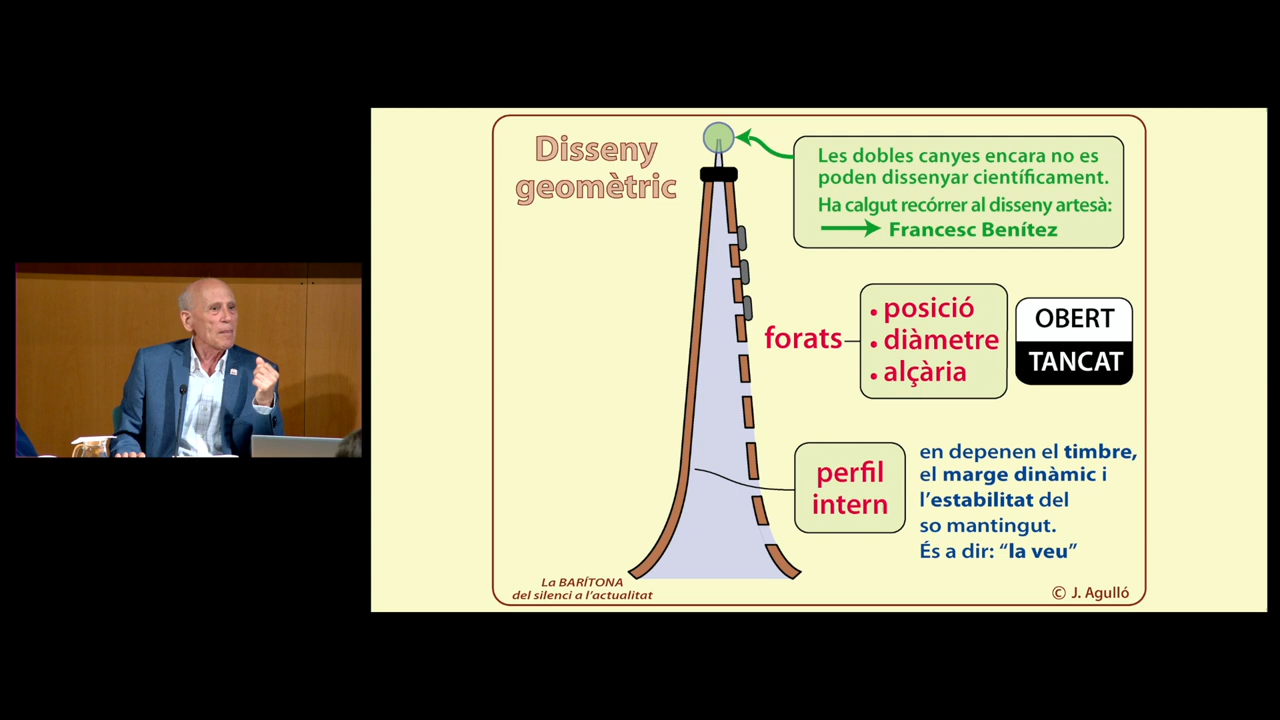 Disseny
geomètric
Les dobles canyes encara no es
poden dissenyar científicament.
Ha calgut recórrer al disseny artesà:
Francesc Benítez
forats
• posició
• diàmetre
• alçària
OBERT
TANCAT
perfil
intern
en depenen el timbre,
el marge dinàmic i
l’estabilitat del
so mantingut.
És a dir: “la veu”
La BARÍTONA
del silenci a l’actualitat
© J. Agulló